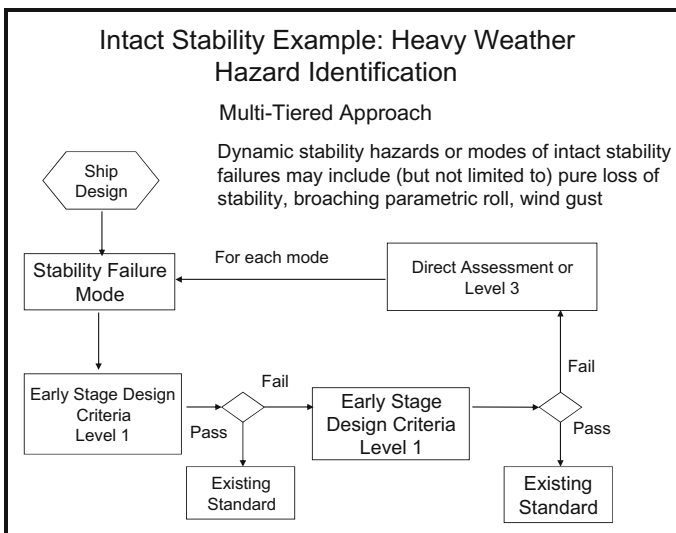 Intact Stability Example: Heavy Weather
Hazard Identification
Multi-Tiered Approach
Dynamic stability hazards or modes of intact stability
failures may include (but not limited to) pure loss of
stability, broaching parametric roll, wind gust
Ship
Design
For each mode
Stability Failure
Mode
Direct Assessment or
Level 3
Early Stage Design
Criteria
Level 1
Pass
Fail
Early Stage
Design Criteria
Level 1
Fail
Pass
Existing
Standard
Existing
Standard